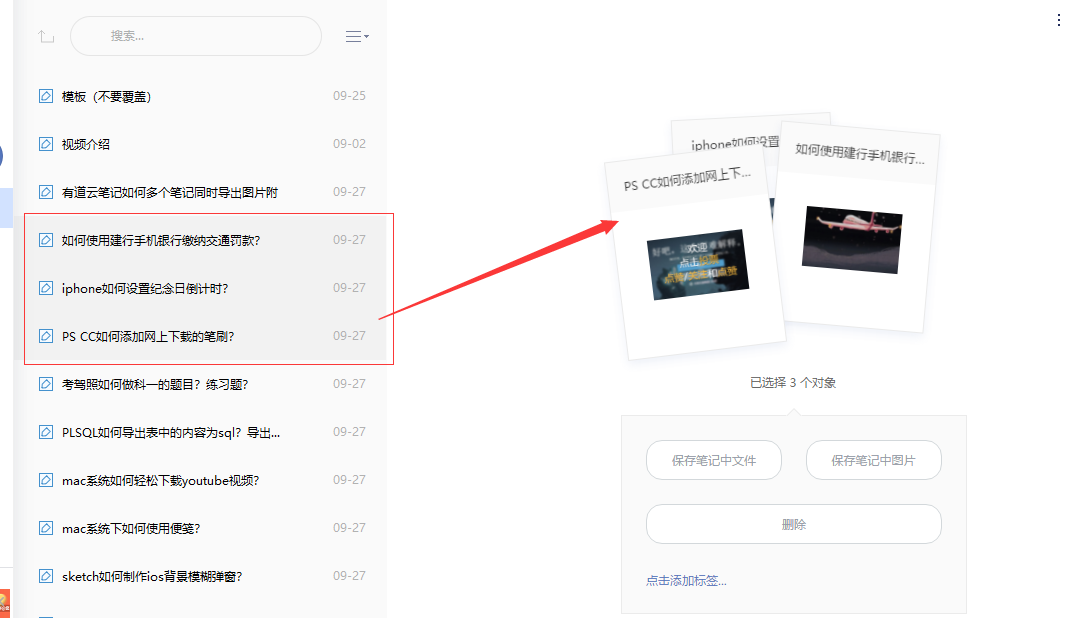 搜索...
模板（不要覆盖） 09-25
视频介绍 09-02
有道云笔记如何多个笔记同时导出图片附 09-27
如何使用建行手机银行缴纳交通罚款？ 09-27
iphone如何设置纪念日倒计时？ 09-27
PS CC如何添加网上下载的笔刷？ 09-27
考驾照如何做科一的题目？练习题？ 09-27
PLSQL如何导出表中的内容为sql？导出... 09-27
mac系统如何轻松下载youtube视频？ 09-27
mac系统下如何使用便笺？ 09-27
sketch如何制作ios背景模糊弹窗？ 09-27
iphone如何设置
如何使用建行手机银行...
PS CC如何添加网上下...
欢迎
点击
和点赞
已选择 3 个对象
保存笔记中文件 保存笔记中图片
删除
点击添加标签...